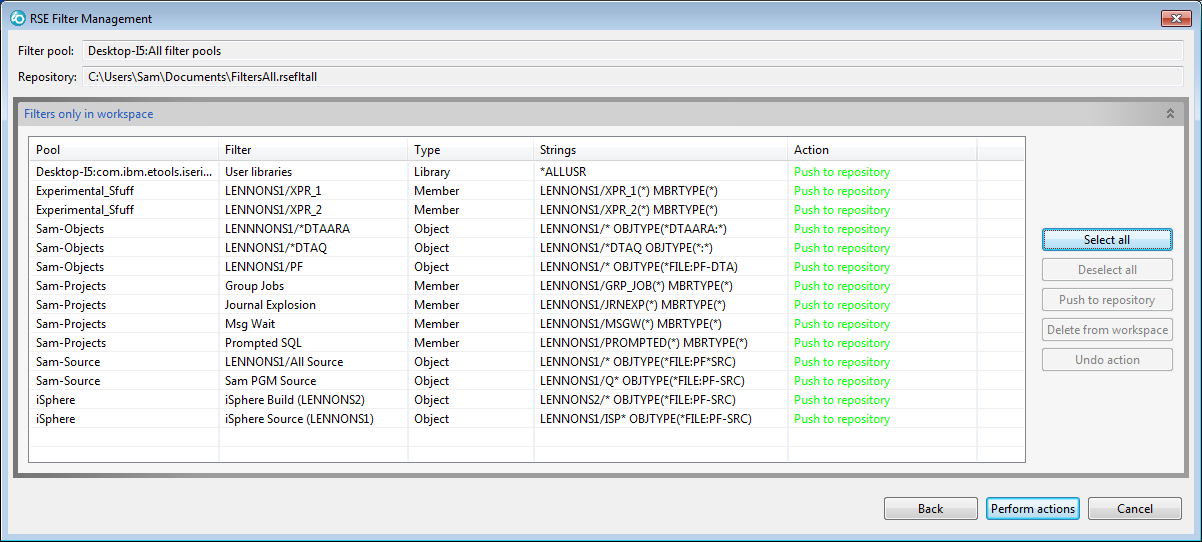 RSE Filter Management
Filter pool: Desktop-I5:All filter pools
Repository: C:\Users\Sam\Documents\FiltersAll.rsefltall
Filters only in workspace
Pool Filter Type Strings Action
Desktop-I5:com.ibm.etools.iseri... User libraries Library *ALLUSR Push to repository
Experimental_Sfuff LENNONS1/XPR_1 Member LENNONS1/XPR_1(*) MBRTYPE(*) Push to repository
Experimental_Sfuff LENNONS1/XPR_2 Member LENNONS1/XPR_2(*) MBRTYPE(*) Push to repository
Sam-Objects LENNNONS1/*DTAARA Object LENNONS1/* OBJTYPE(*DTAARA:*) Push to repository
Sam-Objects LENNONS1/*DTAQ Object LENNONS1/*DTAQ OBJTYPE(*:*) Push to repository
Sam-Objects LENNONS1/PF Object LENNONS1/* OBJTYPE(*FILE:PF-DTA) Push to repository
Sam-Projects Group Jobs Member LENNONS1/GRP_JOB(*) MBRTYPE(*) Push to repository
Sam-Projects Journal Explosion Member LENNONS1/JRNEXP(*) MBRTYPE(*) Push to repository
Sam-Projects Msg Wait Member LENNONS1/MSGW(*) MBRTYPE(*) Push to repository
Sam-Projects Prompted SQL Member LENNONS1/PROMPTED(*) MBRTYPE(*) Push to repository
Sam-Source LENNONS1/All Source Object LENNONS1/* OBJTYPE(*FILE:PF*SRC) Push to repository
Sam-Source Sam PGM Source Object LENNONS1/Q* OBJTYPE(*FILE:PF-SRC) Push to repository
iSphere iSphere Build (LENNONS2) Object LENNONS2/* OBJTYPE(*FILE:PF-SRC) Push to repository
iSphere iSphere Source (LENNONS1) Object LENNONS1/ISP* OBJTYPE(*FILE:PF-SRC) Push to repository
Select all
Deselect all
Push to repository
Delete from workspace
Undo action
Back Perform actions Cancel